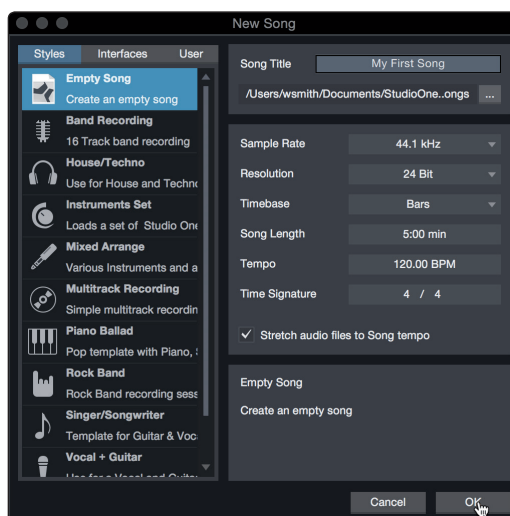 New Song
Styles Interfaces User
Empty Song
Create an empty song
Band Recording
16 Track band recording
House/Techno
Use for House and Techno
Instruments Set
Loads a set of Studio One
Mixed Arrange
Various Instruments and a
Multitrack Recording
Simple multitrack recordin
Piano Ballad
Pop template with Piano,
Rock Band
Rock Band recording sess
Singer/Songwriter
Template for Guitar & Voc
Vocal + Guitar
Song Title My First Song
/Users/wsmith/Documents/StudioOne..ongs ...
Sample Rate 44.1 kHz
Resolution 24 Bit
Timebase Bars
Song Length 5:00 min
Tempo 120.00 BPM
Time Signature 4 / 4
Stretch audio files to Song tempo
Empty Song
Create an empty song
Cancel OK